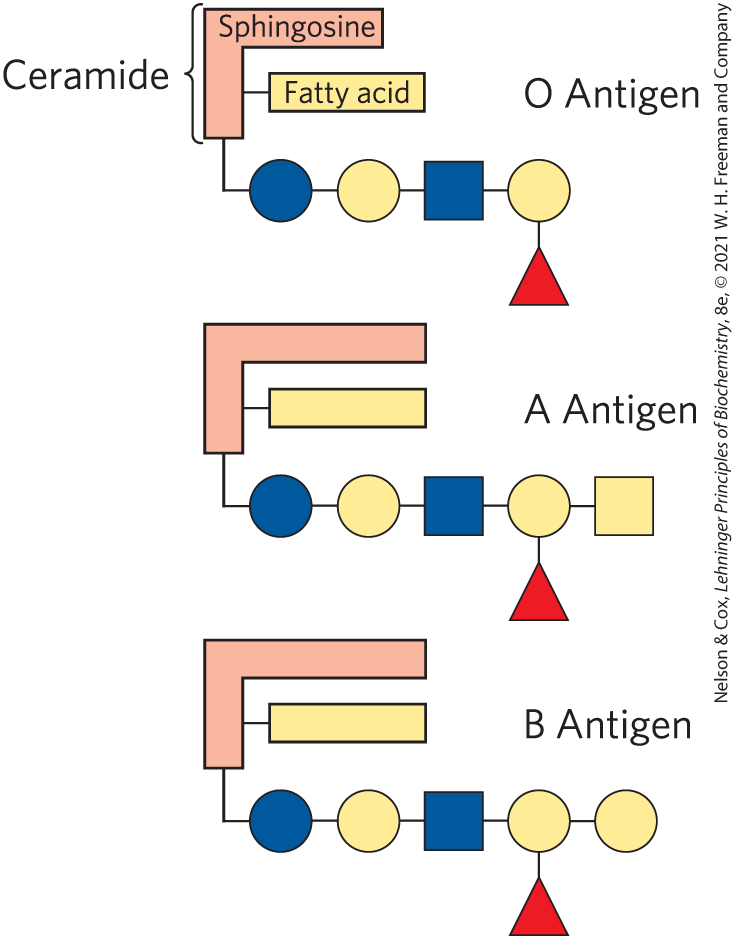 Sphingosine
Ceramide
Fatty acid
O Antigen
A Antigen
B Antigen
Nelson & Cox, Lehninger Principles of Biochemistry, 8e, © 2021 W. H. Freeman and Company